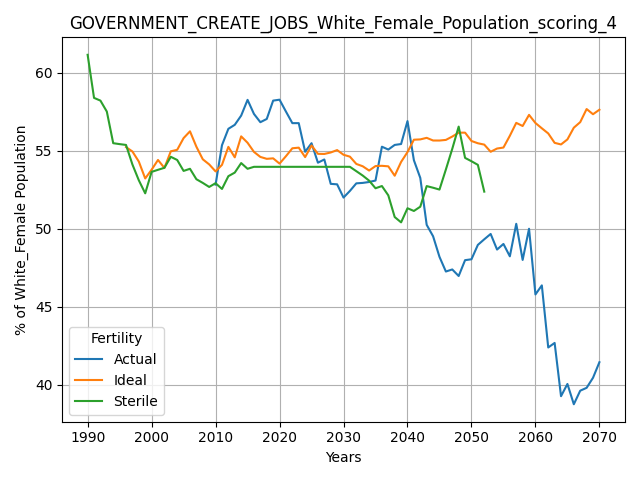 GOVERNMENT_CREATE_JOBS_White_Female_Population_scoring_4
% of White_Female Population
60
55
50
45
40
Fertility
Actual
Ideal
Sterile
1990 2000 2010 2020 2030 2040 2050 2060 2070
Years